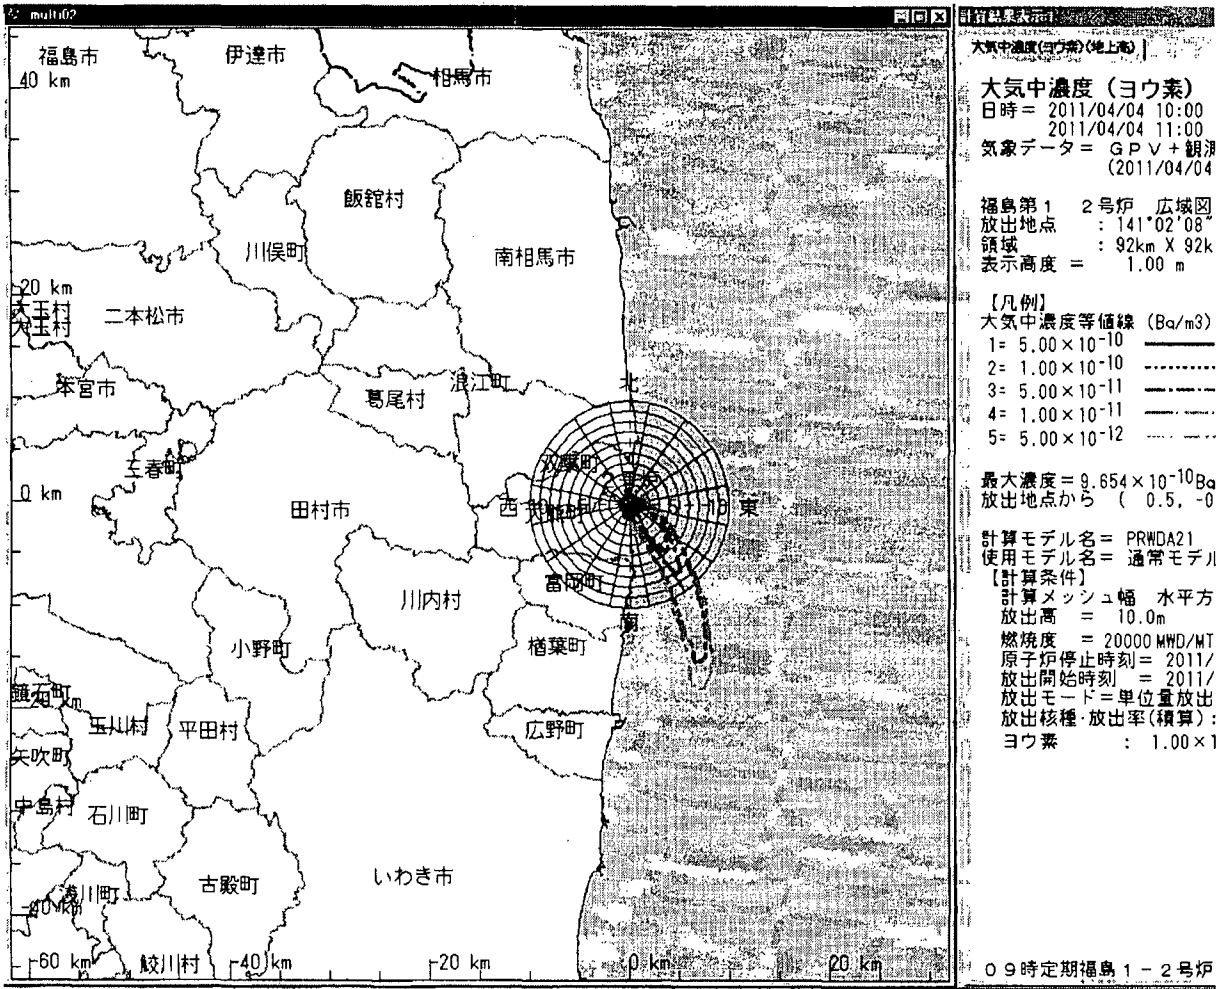 multi02
福島市
伊達市
相馬市
40 km
飯舘村
川俣町
南相馬市
20 km
大玉村
大玉村
二本松市
本宮市
浪江町
北
葛尾村
三春町
双葉町
0 km
田村市
西
東
富岡町
川内村
南
小野町
楢葉町
鏡石町
玉川村
平田村
広野町
矢吹町
中島村
石川町
浅川町
古殿町
いわき市
-40 km
-60 km
鮫川村
-40 km
-20 km
0 km
20 km
計算結果表示
大気中濃度(ヨウ素)(地上高)
大気中濃度(ヨウ素)
日時= 2011/04/04 10:00
2011/04/04 11:00
気象データ= GPV+観測
(2011/04/04
福島第1 2号炉 広域図
放出地点 : 141°02'08"
領域 : 92km X 92k
表示高度 = 1.00 m
【凡例】
大気中濃度等値線 (Bq/m3)
1= 5.00×10-10
2= 1.00×10-10
3= 5.00×10-11
4= 1.00×10-11
5= 5.00×10-12
最大濃度=9.654×10-10Bq
放出地点から ( 0.5, -0
計算モデル名= PRWDA21
使用モデル名= 通常モデル
【計算条件】
計算メッシュ幅 水平方
放出高 = 10.0m
燃焼度 = 20000MWD/MT
原子炉停止時刻= 2011/
放出開始時刻 = 2011/
放出モード=単位量放出
放出核種・放出率(積算):
ヨウ素 : 1.00×1
09時定期福島1-2号炉